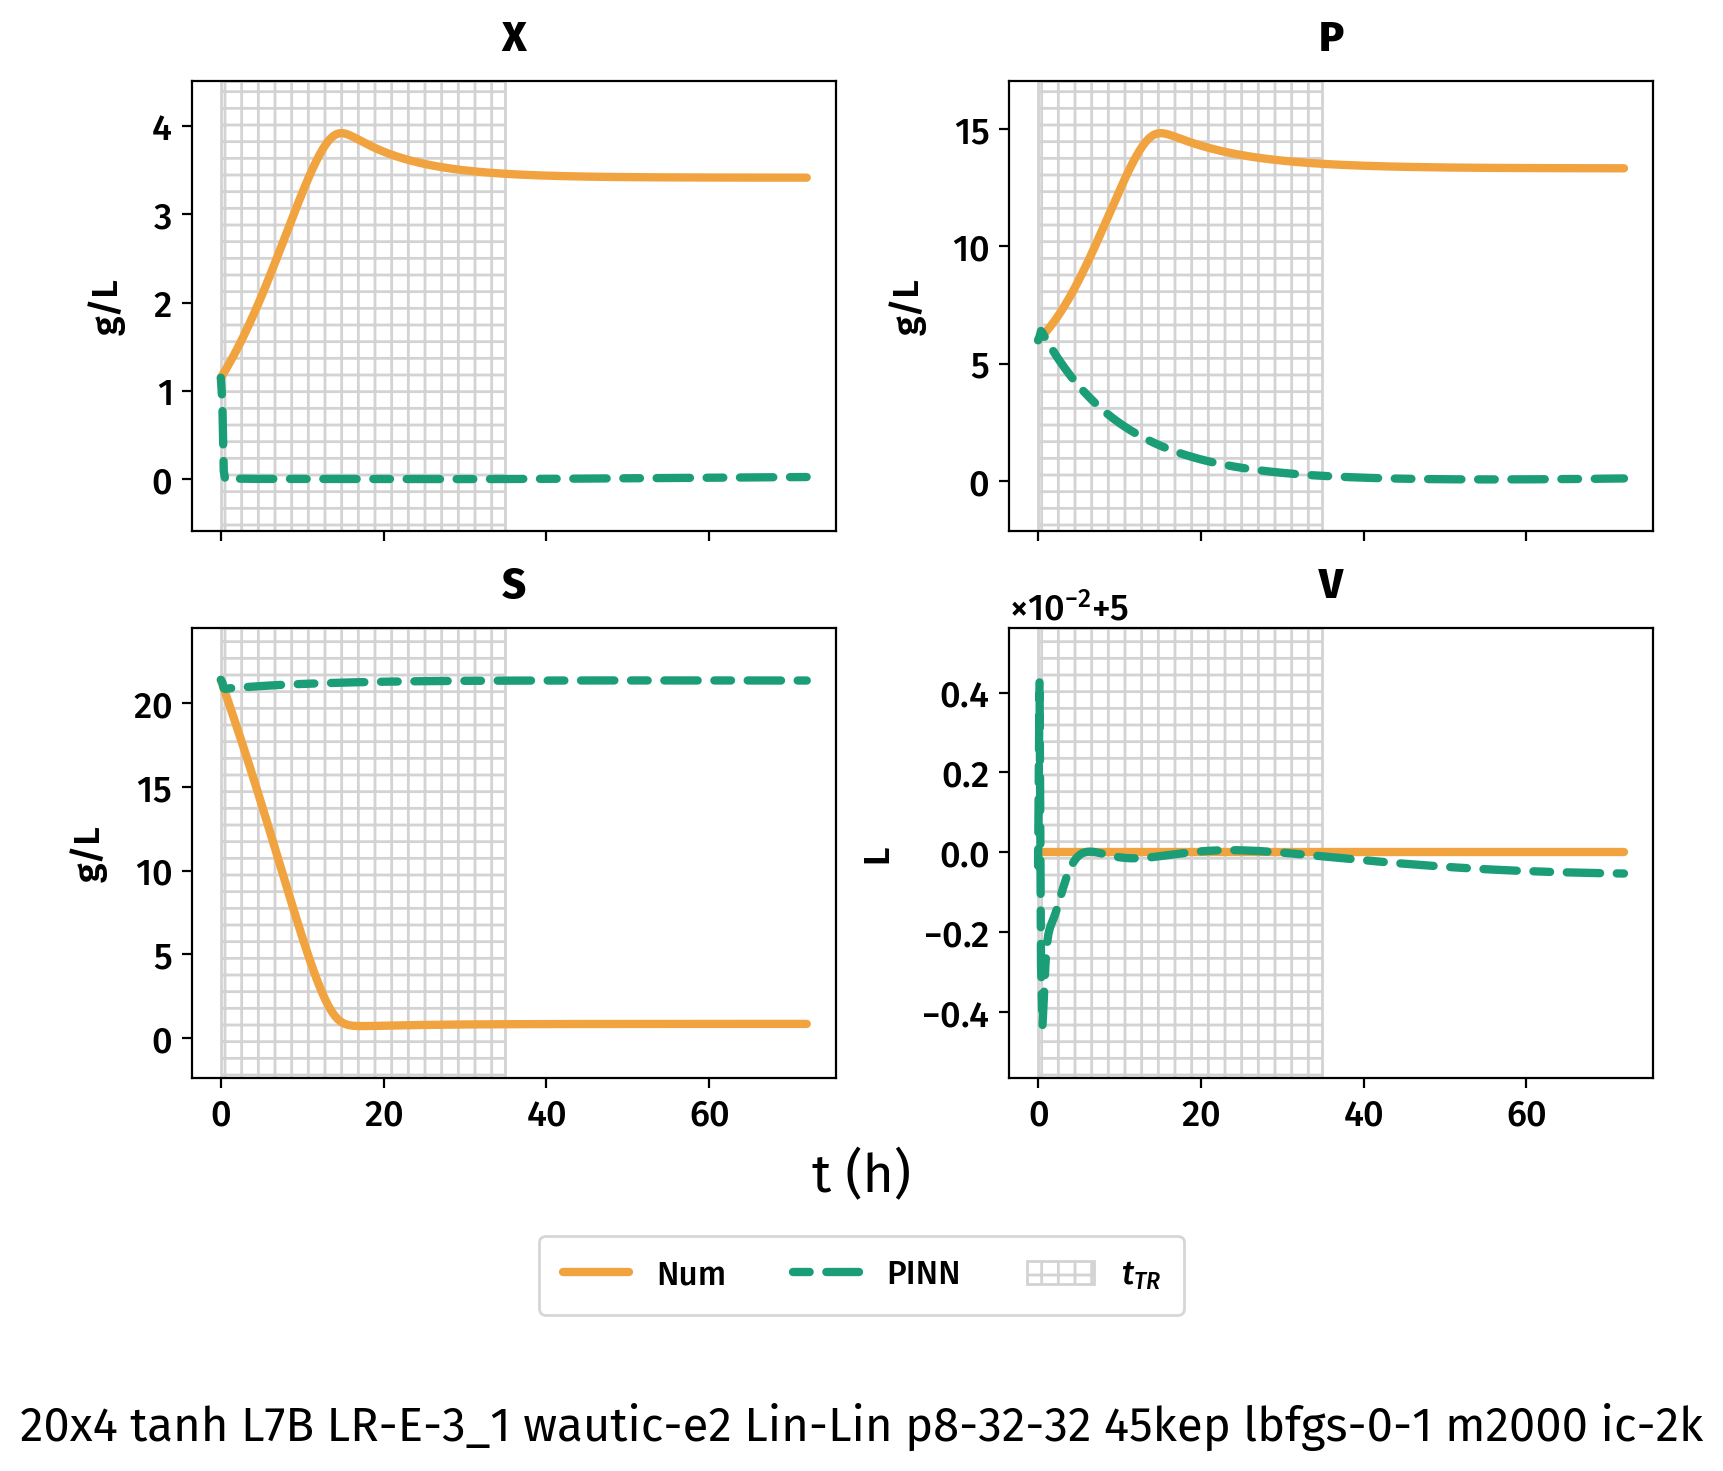 X
4
3
2
1
0
g/L
P
15
10
5
0
g/L
S
20
15
10
5
0
g/L
0 20 40 60
V
×10⁻²+5
0.4
0.2
0.0
−0.2
−0.4
L
0 20 40 60
t (h)
Num PINN t_TR
20x4 tanh L7B LR-E-3_1 wautic-e2 Lin-Lin p8-32-32 45kep lbfgs-0-1 m2000 ic-2k